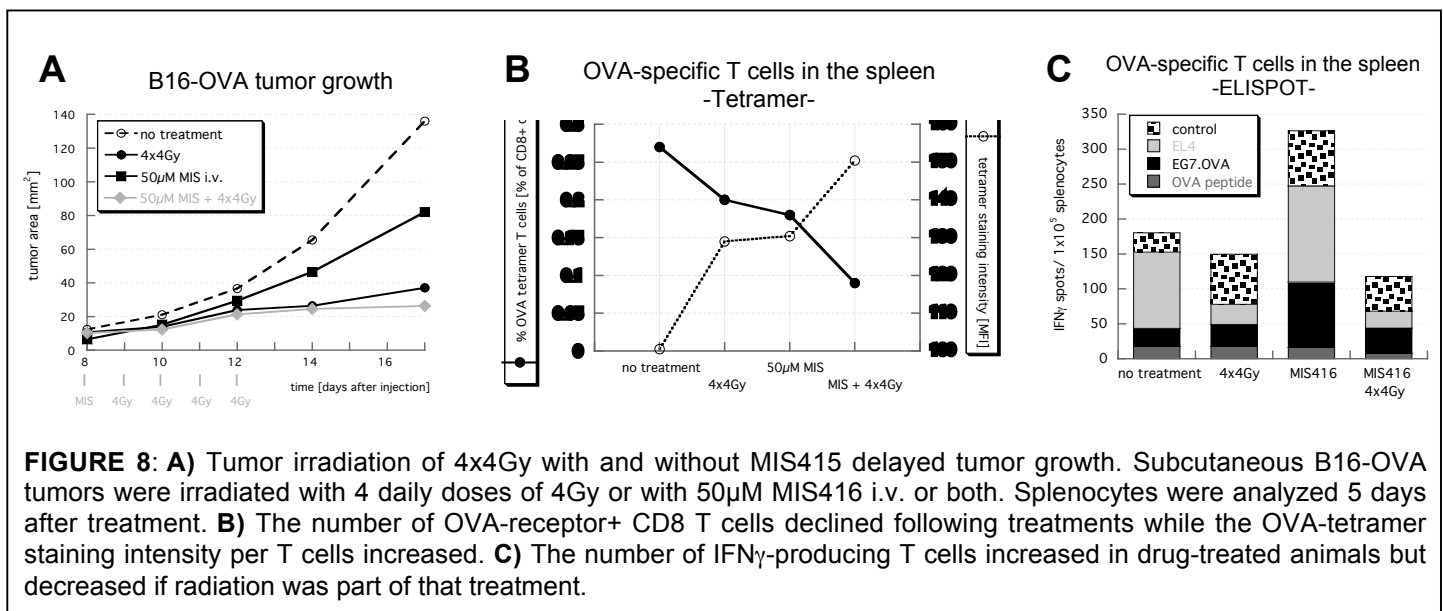 A
B16-OVA tumor growth
140
120
100
80
60
40
20
0
tumor area [mm²]
no treatment
4x4Gy
50µM MIS i.v.
50µM MIS + 4x4Gy
8 10 12 14 16
time [days after injection]
MIS 4Gy 4Gy 4Gy 4Gy
B
OVA-specific T cells in the spleen
-Tetramer-
% OVA tetramer T cells [% of CD8+
0
tetramer staining intensity [MFI]
no treatment
4x4Gy
50µM MIS
MIS + 4x4Gy
C
OVA-specific T cells in the spleen
-ELISPOT-
350
300
250
200
150
100
50
0
IFNγ spots/ 1x10⁵ splenocytes
control
EL4
EG7.OVA
OVA peptide
no treatment
4x4Gy
MIS416
MIS416
4x4Gy
FIGURE 8: A) Tumor irradiation of 4x4Gy with and without MIS415 delayed tumor growth. Subcutaneous B16-OVA
tumors were irradiated with 4 daily doses of 4Gy or with 50µM MIS416 i.v. or both. Splenocytes were analyzed 5 days
after treatment. B) The number of OVA-receptor+ CD8 T cells declined following treatments while the OVA-tetramer
staining intensity per T cells increased. C) The number of IFNγ-producing T cells increased in drug-treated animals but
decreased if radiation was part of that treatment.